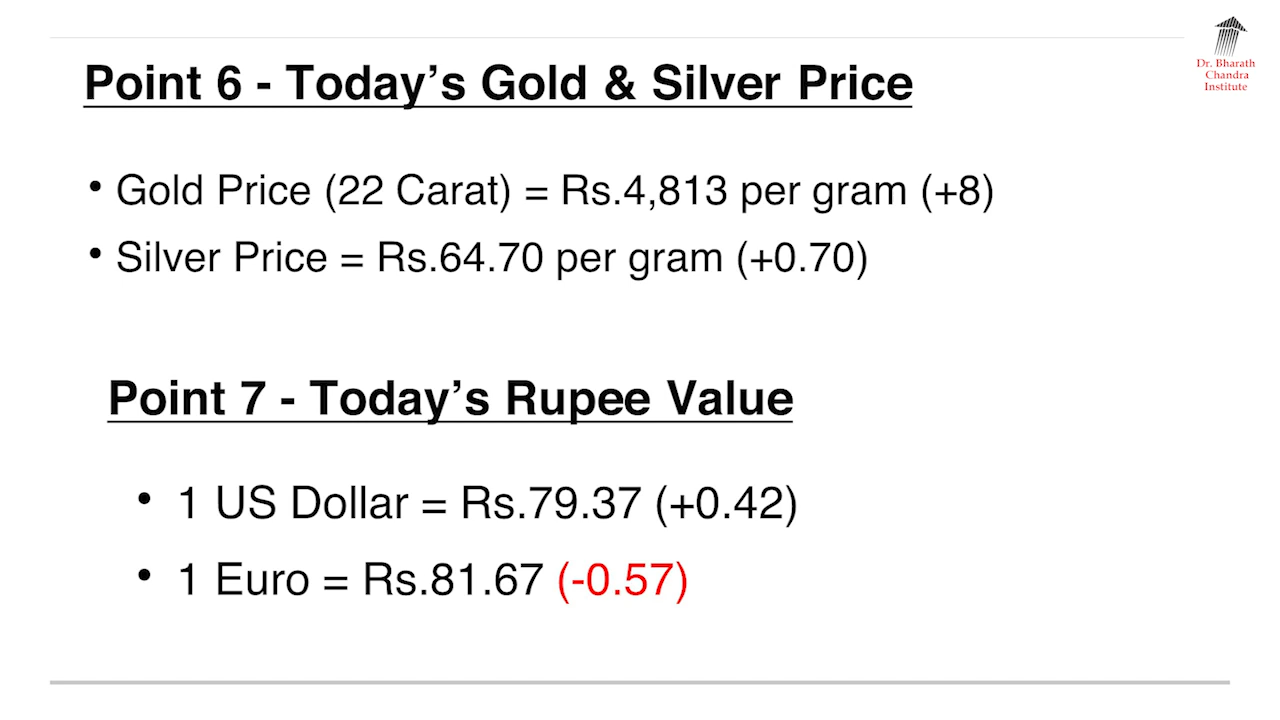 Dr. Bharath
Chandra
Institute
Point 6 - Today’s Gold & Silver Price
• Gold Price (22 Carat) = Rs.4,813 per gram (+8)
• Silver Price = Rs.64.70 per gram (+0.70)
Point 7 - Today’s Rupee Value
• 1 US Dollar = Rs.79.37 (+0.42)
• 1 Euro = Rs.81.67 (-0.57)